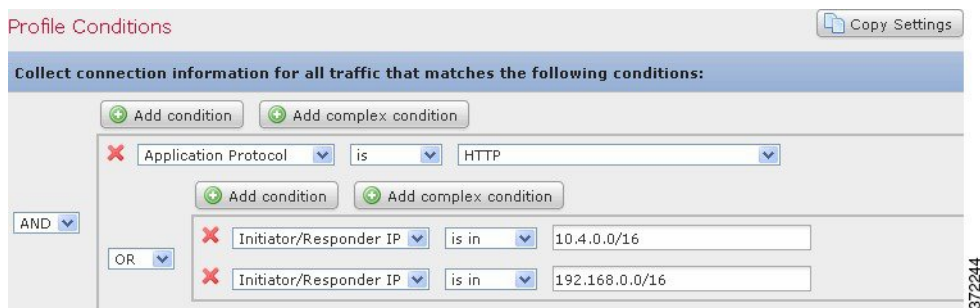 Profile Conditions
Copy Settings
Collect connection information for all traffic that matches the following conditions:
Add condition Add complex condition
Application Protocol is HTTP
Add condition Add complex condition
AND
Initiator/Responder IP is in 10.4.0.0/16
OR
Initiator/Responder IP is in 192.168.0.0/16
372244